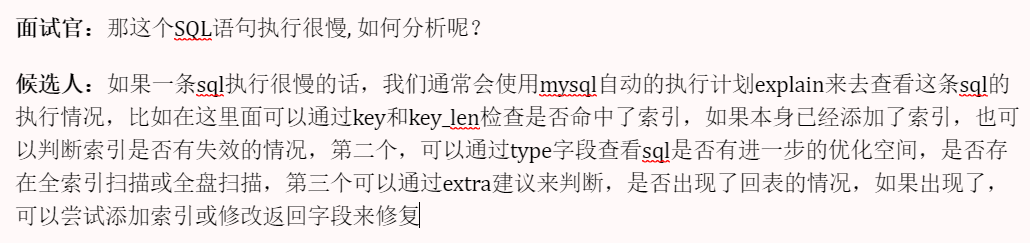 面试官：那这个SQL语句执行很慢, 如何分析呢？
候选人：如果一条sql执行很慢的话，我们通常会使用mysql自动的执行计划explain来去查看这条sql的
执行情况，比如在这里面可以通过key和key_len检查是否命中了索引，如果本身已经添加了索引，也可
以判断索引是否有失效的情况，第二个，可以通过type字段查看sql是否有进一步的优化空间，是否存
在全索引扫描或全盘扫描，第三个可以通过extra建议来判断，是否出现了回表的情况，如果出现了，
可以尝试添加索引或修改返回字段来修复